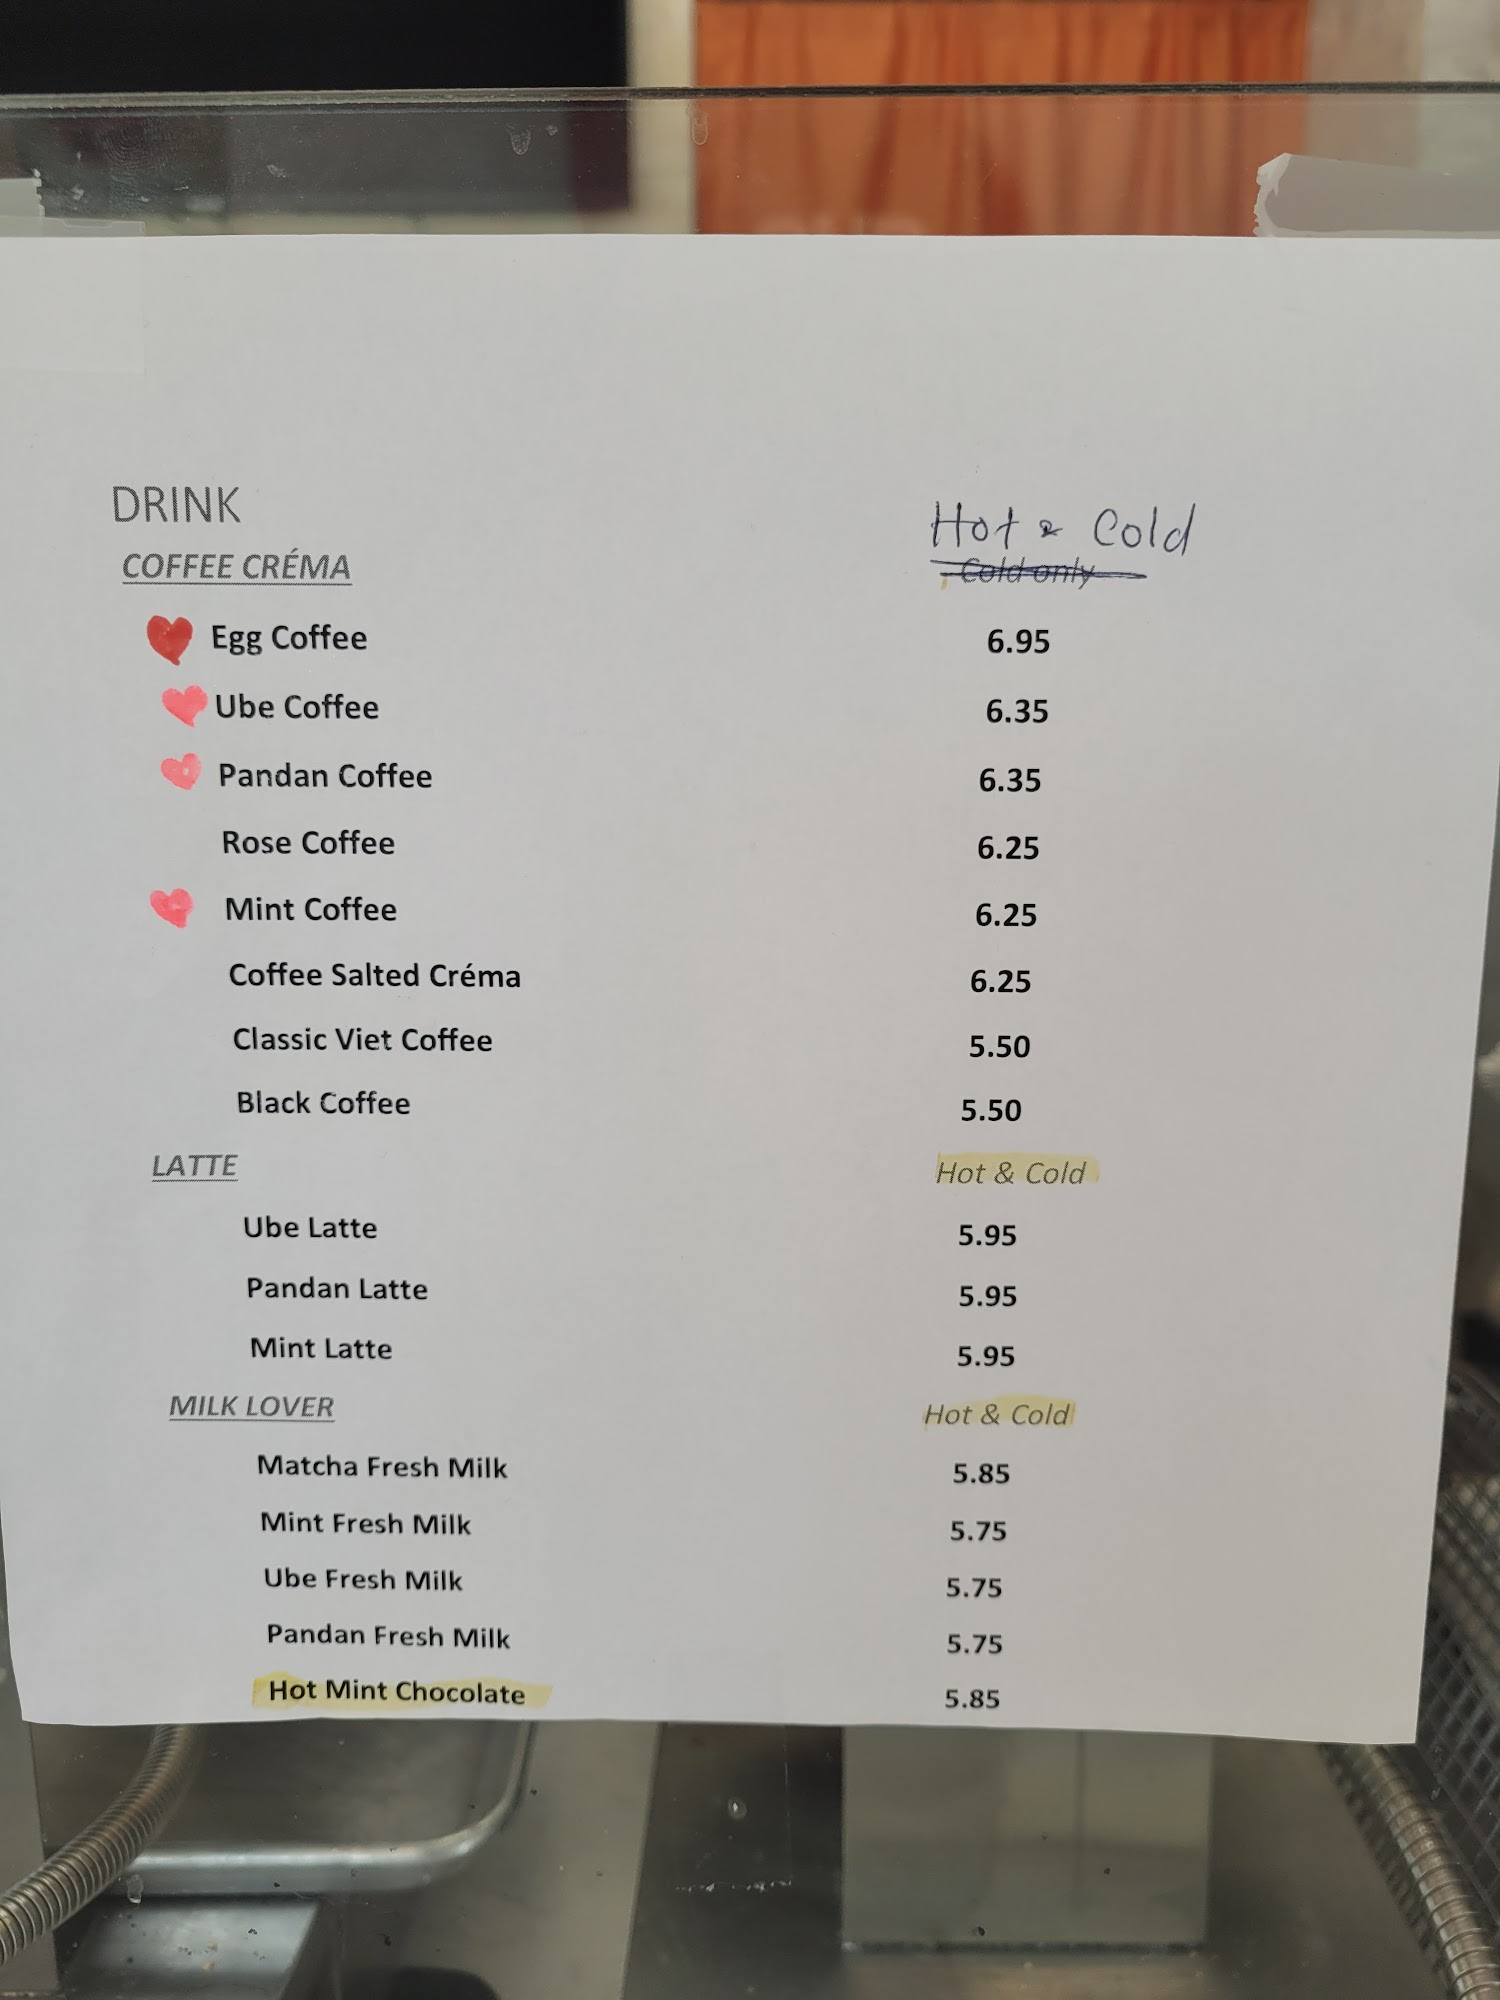 DRINK
Hot & Cold
COFFEE CRÉMA Cold only
Egg Coffee 6.95
Ube Coffee 6.35
Pandan Coffee 6.35
Rose Coffee 6.25
Mint Coffee 6.25
Coffee Salted Créma 6.25
Classic Viet Coffee 5.50
Black Coffee 5.50
LATTE Hot & Cold
Ube Latte 5.95
Pandan Latte 5.95
Mint Latte 5.95
MILK LOVER Hot & Cold
Matcha Fresh Milk 5.85
Mint Fresh Milk 5.75
Ube Fresh Milk 5.75
Pandan Fresh Milk 5.75
Hot Mint Chocolate 5.85